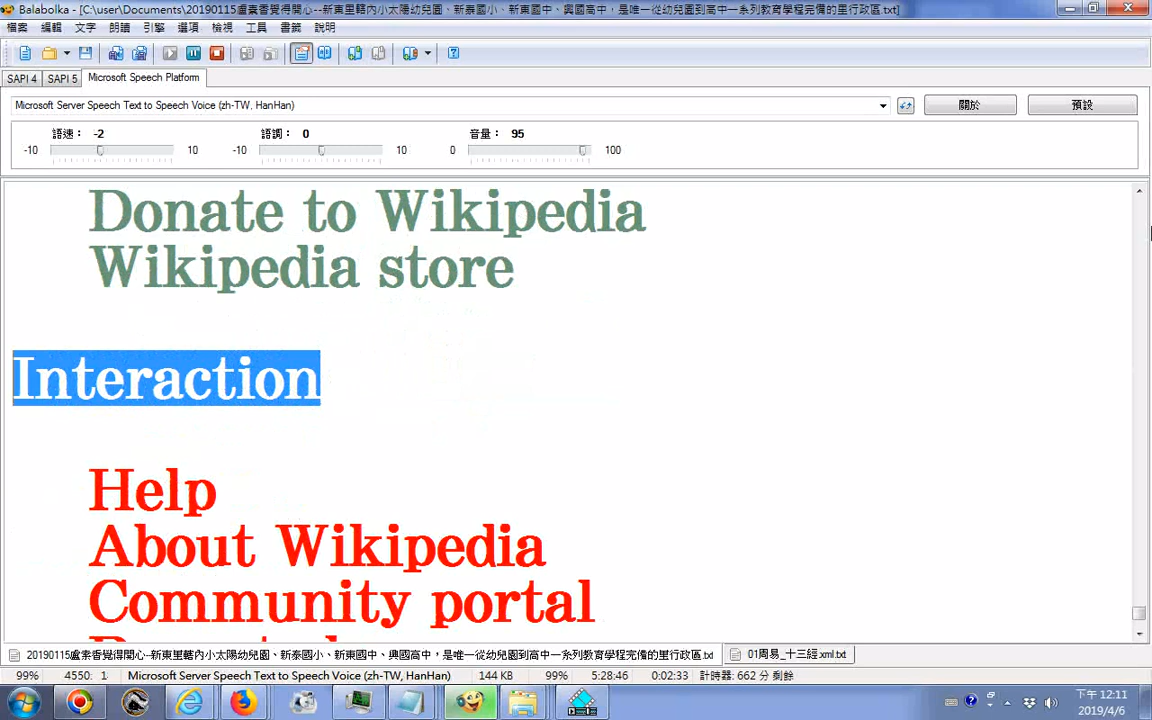 Balabolka - [C:\user\Documents\20190115盧素香覺得開心--新東里轄內小太陽幼兒園、新泰國小、新東國中、興國高中，是唯一從幼兒園到高中一系列教育學程完備的里行政區.txt]
檔案 編輯 文字 朗讀 引擎 選項 檢視 工具 書籤 說明
SAPI 4 SAPI 5 Microsoft Speech Platform
Microsoft Server Speech Text to Speech Voice (zh-TW, HanHan) 關於 預設
語速： -2 語調： 0 音量： 95
-10 10 -10 10 0 100
Donate to Wikipedia
Wikipedia store
Interaction
Help
About Wikipedia
Community portal
20190115盧素香覺得開心--新東里轄內小太陽幼兒園、新泰國小、新東國中、興國高中，是唯一從幼兒園到高中一系列教育學程完備的里行政區.txt 01周易_十三經.xml.txt
99% 4550: 1 Microsoft Server Speech Text to Speech Voice (zh-TW, HanHan) 144 KB 99% 5:28:46 0:02:33 計時器: 662 分 剩餘
下午 12:11
2019/4/6